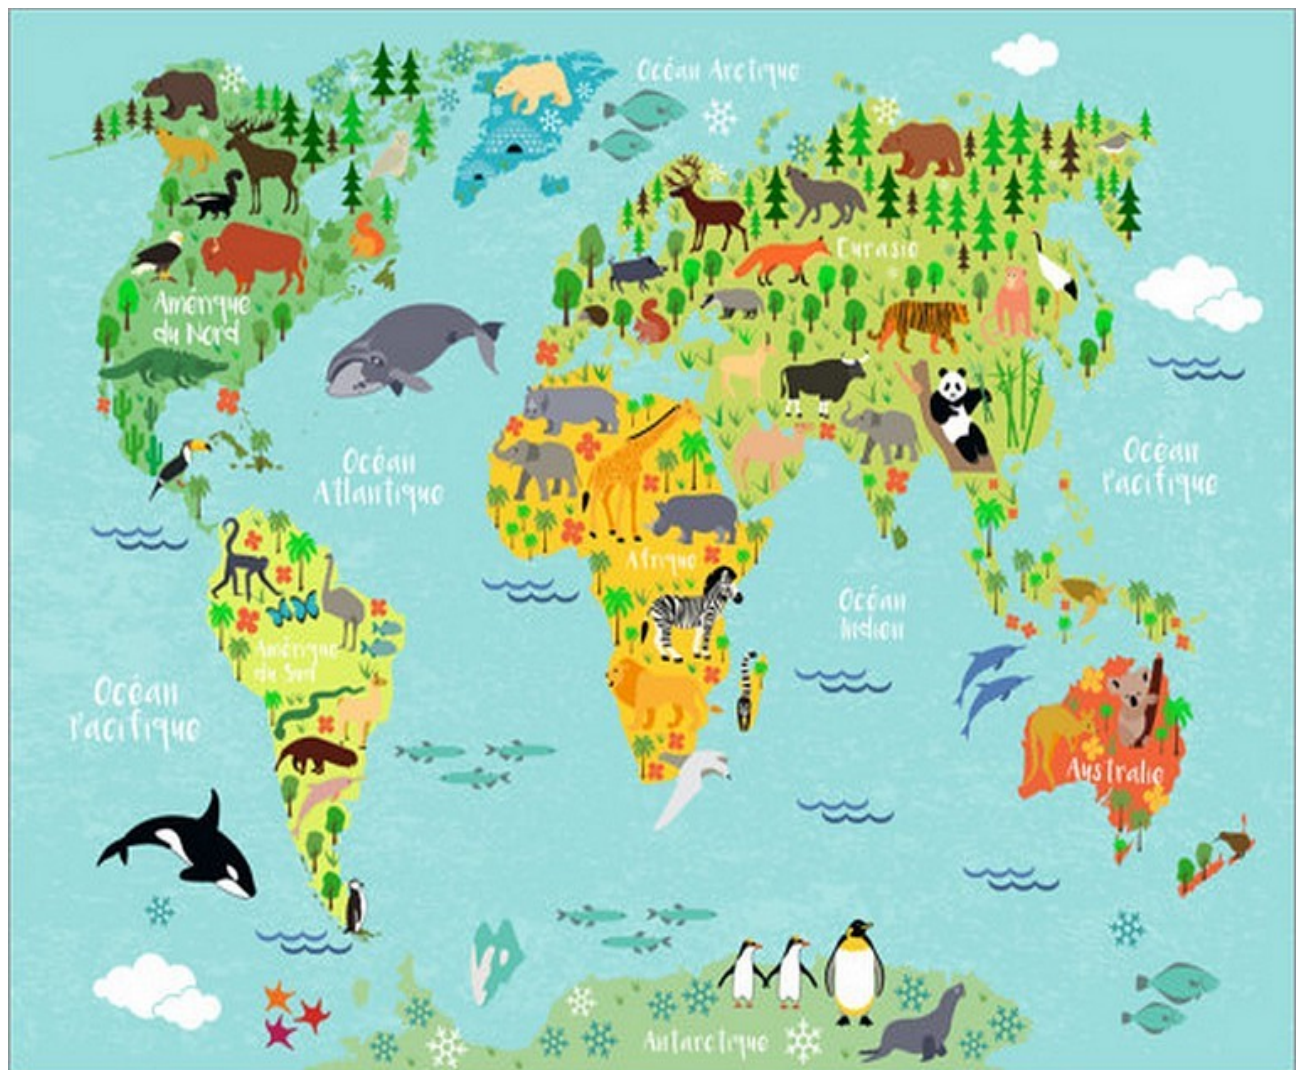 Océan Arctique
Eurasie
Amérique
du Nord
Océan
Atlantique
Océan
Pacifique
Afrique
Océan
Indien
Amérique
du Sud
Océan
Pacifique
Australie
Antarctique